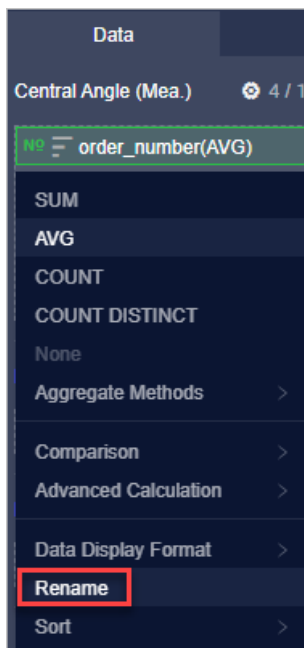 Data
Central Angle (Mea.) 4 / 1
Nº order_number(AVG)
SUM
AVG
COUNT
COUNT DISTINCT
None
Aggregate Methods >
Comparison >
Advanced Calculation >
Data Display Format >
Rename
Sort >